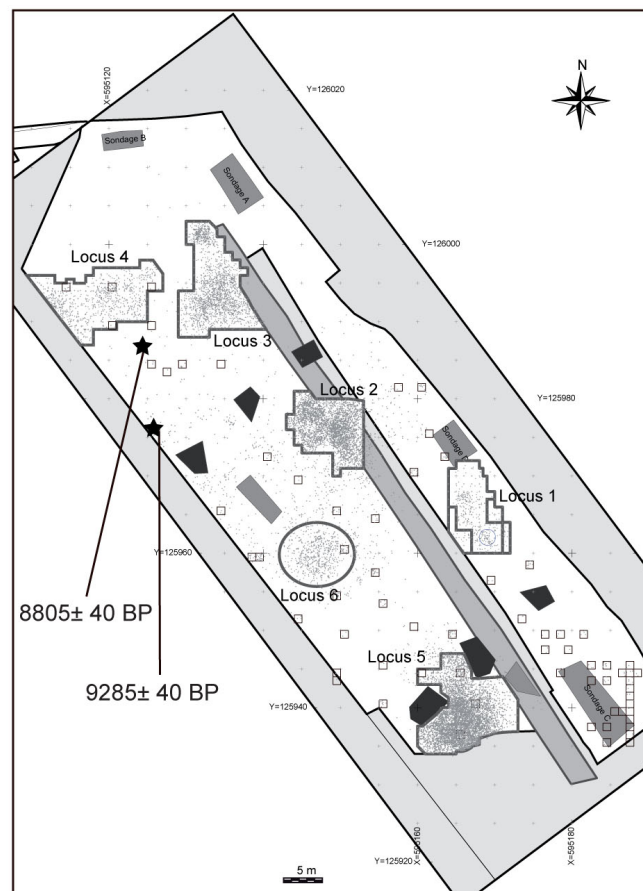 X=595120
Y=126020
N
Sondage B
Sondage A
Y=126000
Locus 4
Locus 3
Locus 2
Y=125980
Locus 1
Y=125960
8805± 40 BP
Locus 6
9285± 40 BP
Locus 5
Sondage C
Y=125940
X=595160
X=595180
5 m
Y=125920